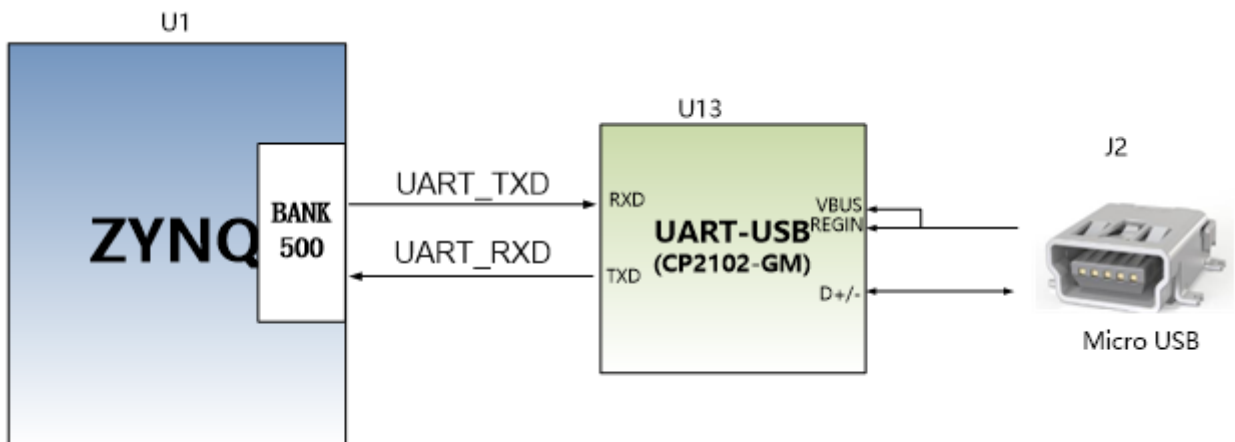 U1
U13
J2
ZYNQ
BANK
500
UART_TXD
UART_RXD
RXD
TXD
UART-USB
(CP2102-GM)
VBUS
REGIN
D+/-
Micro USB